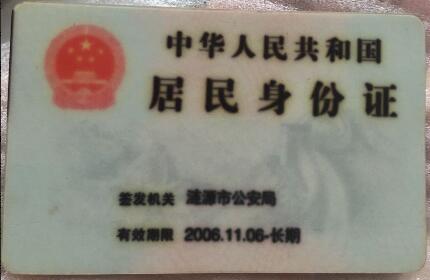 中华人民共和国
居民身份证
签发机关 涟源市公安局
有效期限 2006.11.06-长期